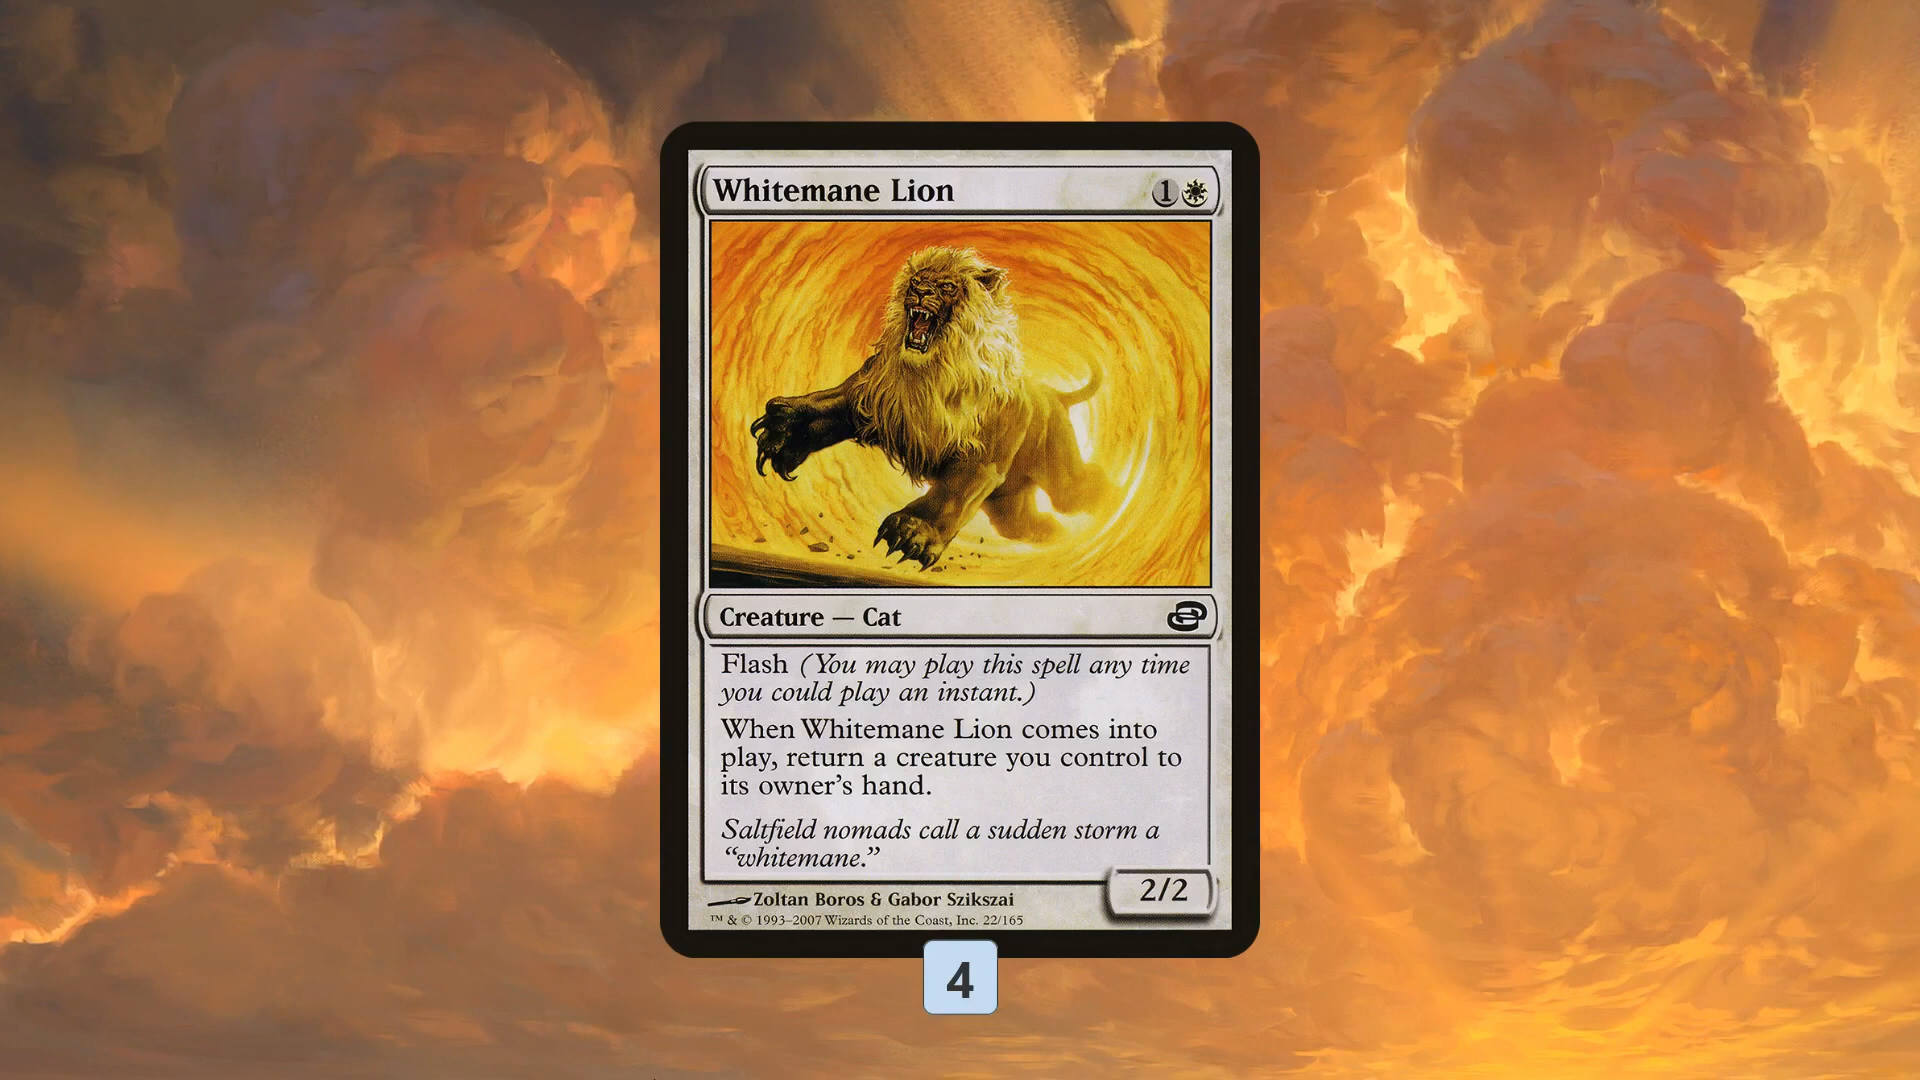 Whitemane Lion 1
Creature — Cat
Flash (You may play this spell any time
you could play an instant.)
When Whitemane Lion comes into
play, return a creature you control to
its owner's hand.
Saltfield nomads call a sudden storm a
“whitemane.”
2/2
Zoltan Boros & Gabor Szikszai
™ & © 1993–2007 Wizards of the Coast, Inc. 22/165
4